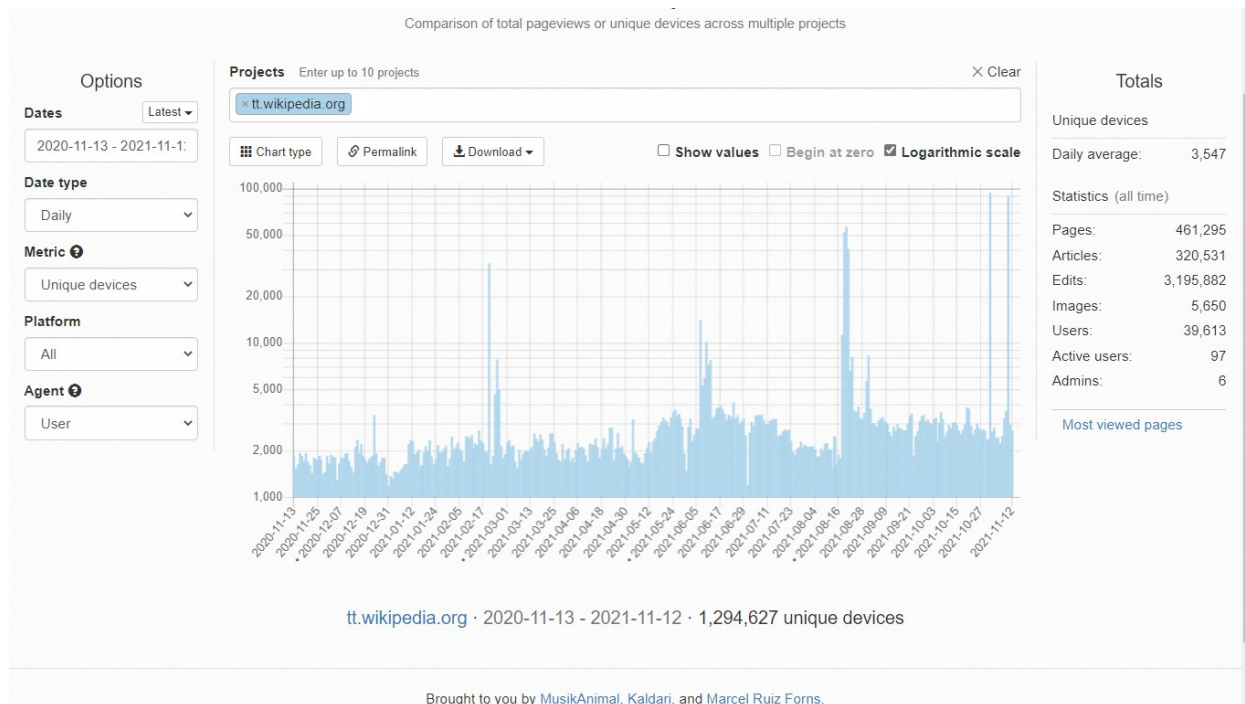 Comparison of total pageviews or unique devices across multiple projects
Options
Dates
Latest
2020-11-13 - 2021-11-1
Date type
Daily
Metric
Unique devices
Platform
All
Agent
User
Projects Enter up to 10 projects
× Clear
× tt.wikipedia.org
Chart type
Permalink
Download
Show values
Begin at zero
Logarithmic scale
100,000
50,000
20,000
10,000
5,000
2,000
1,000
2020-11-13
2020-11-25
• 2020-12-07
2020-12-19
2020-12-31
2021-01-12
2021-01-24
2021-02-05
• 2021-02-17
2021-03-01
2021-03-13
2021-03-25
2021-04-06
2021-04-18
2021-04-30
• 2021-05-12
2021-05-24
2021-06-05
2021-06-17
2021-06-29
2021-07-11
2021-07-23
• 2021-08-04
2021-08-16
2021-08-28
2021-09-09
2021-09-21
2021-10-03
2021-10-15
2021-10-27
2021-11-12
Totals
Unique devices
Daily average: 3,547
Statistics (all time)
Pages: 461,295
Articles: 320,531
Edits: 3,195,882
Images: 5,650
Users: 39,613
Active users: 97
Admins: 6
Most viewed pages
tt.wikipedia.org · 2020-11-13 - 2021-11-12 · 1,294,627 unique devices
Brought to you by MusikAnimal, Kaldari, and Marcel Ruiz Forns.